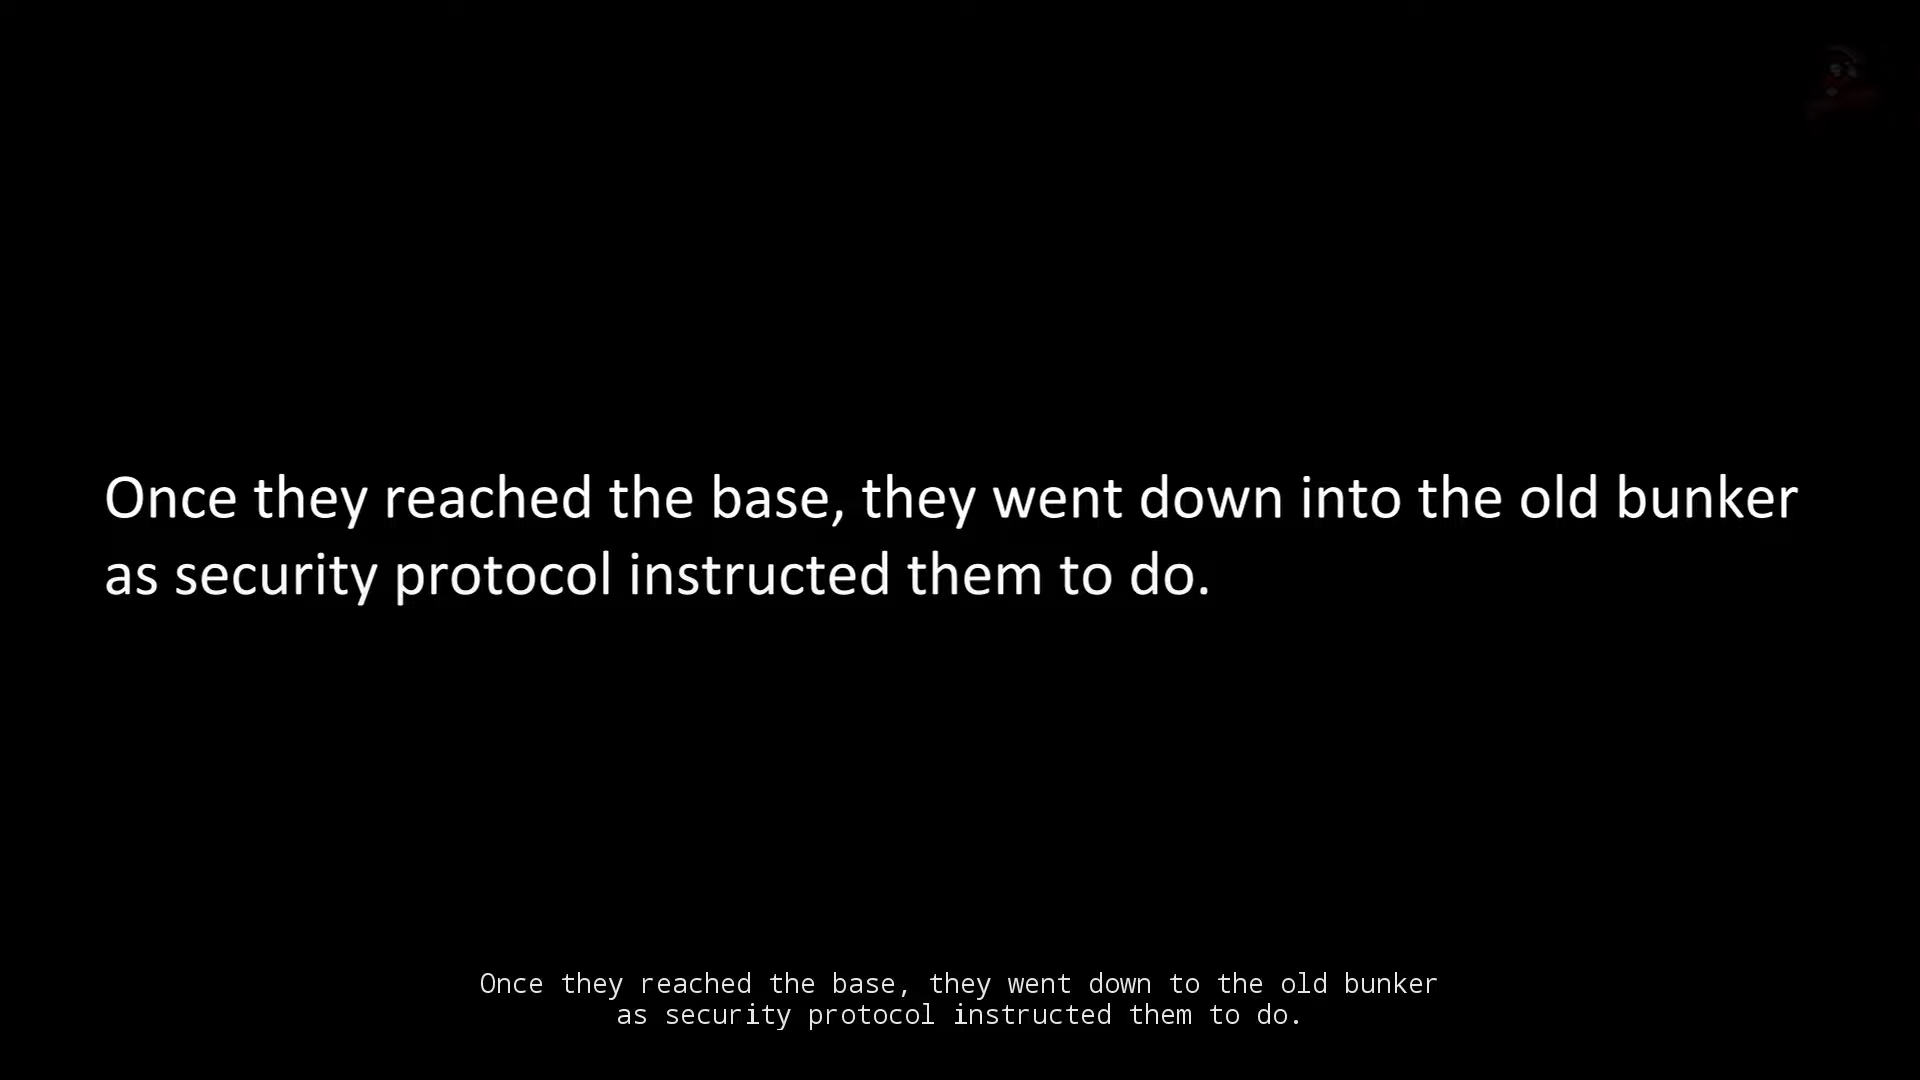 Once they reached the base, they went down into the old bunker
as security protocol instructed them to do.
Once they reached the base, they went down to the old bunker
as security protocol instructed them to do.